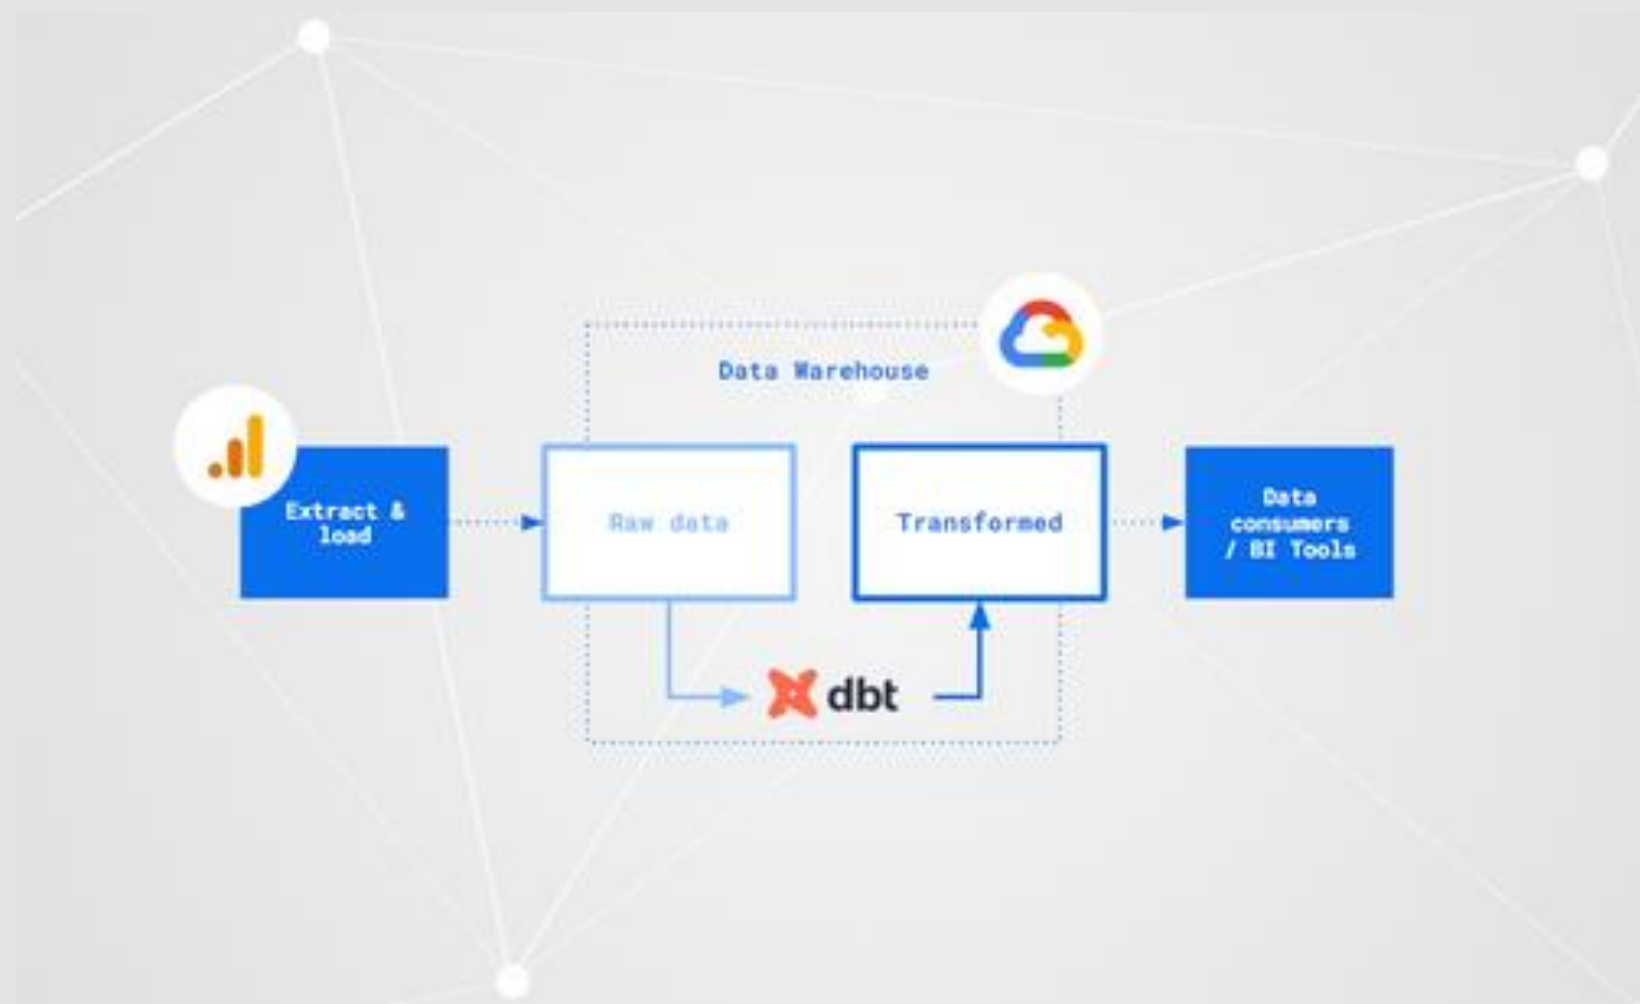 Data Warehouse
Extract &
load
Raw data
Transformed
Data
consumers
/ BI Tools
dbt